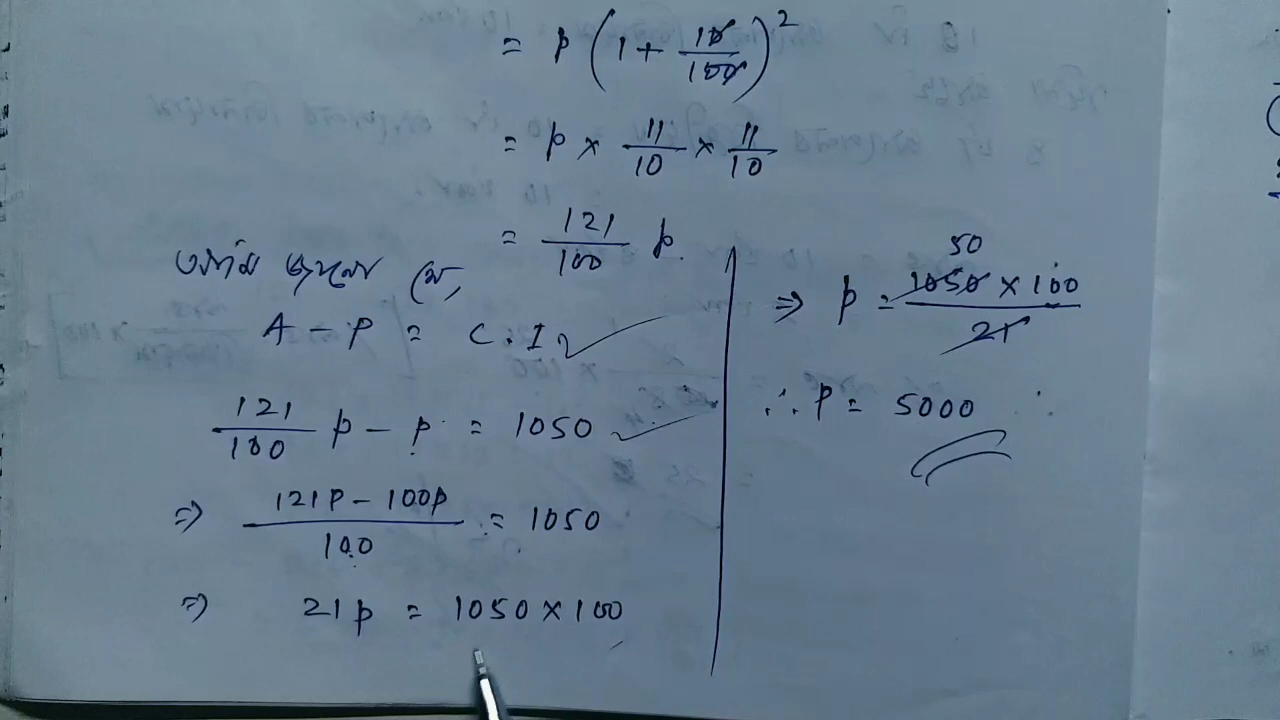 = p (1 + 10/100)²
= p × 11/10 × 11/10
= 121/100 p
A - P = C.I
121/100 p - p = 1050
⇒ 121P - 100p / 100 = 1050
⇒ 21p = 1050 × 100
⇒ p = 1050 × 100 / 21
50
∴ P = 5000